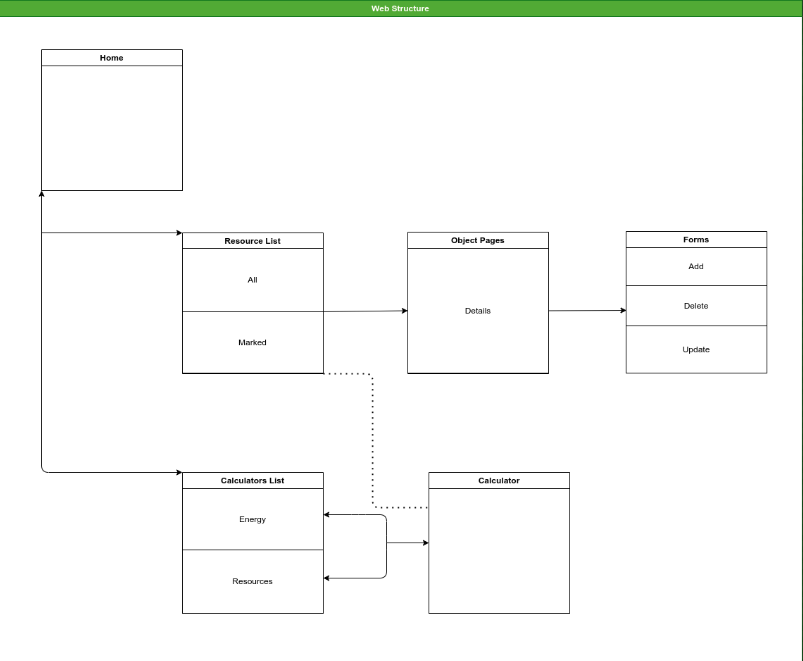 Web Structure
Home
Resource List
All
Marked
Object Pages
Details
Forms
Add
Delete
Update
Calculators List
Energy
Resources
Calculator